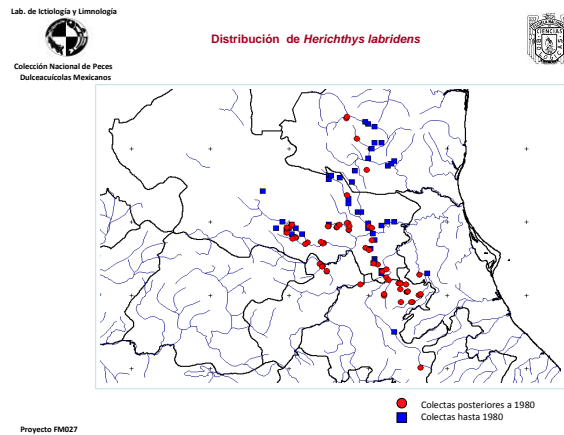 Lab. de Ictiología y Limnología
Distribución de Herichthys labridens
CIENCIAS
Colección Nacional de Peces
Dulceacuícolas Mexicanos
Colectas posteriores a 1980
Colectas hasta 1980
Proyecto FM027